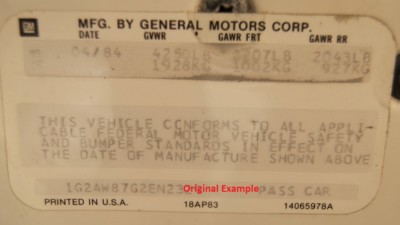 GM
MFG. BY GENERAL MOTORS CORP.
DATE GVWR GAWR FRT GAWR RR
04/84 4250LB 2207LB 2043LB
1928KG 1002KG 927KG
THIS VEHICLE CONFORMS TO ALL APPLI-
CABLE FEDERAL MOTOR VEHICLE SAFETY
AND BUMPER STANDARDS IN EFFECT ON
THE DATE OF MANUFACTURE SHOWN ABOVE
1G2AW87G2EN23 Original Example PASS CAR
PRINTED IN U.S.A. 18AP83 14065978A